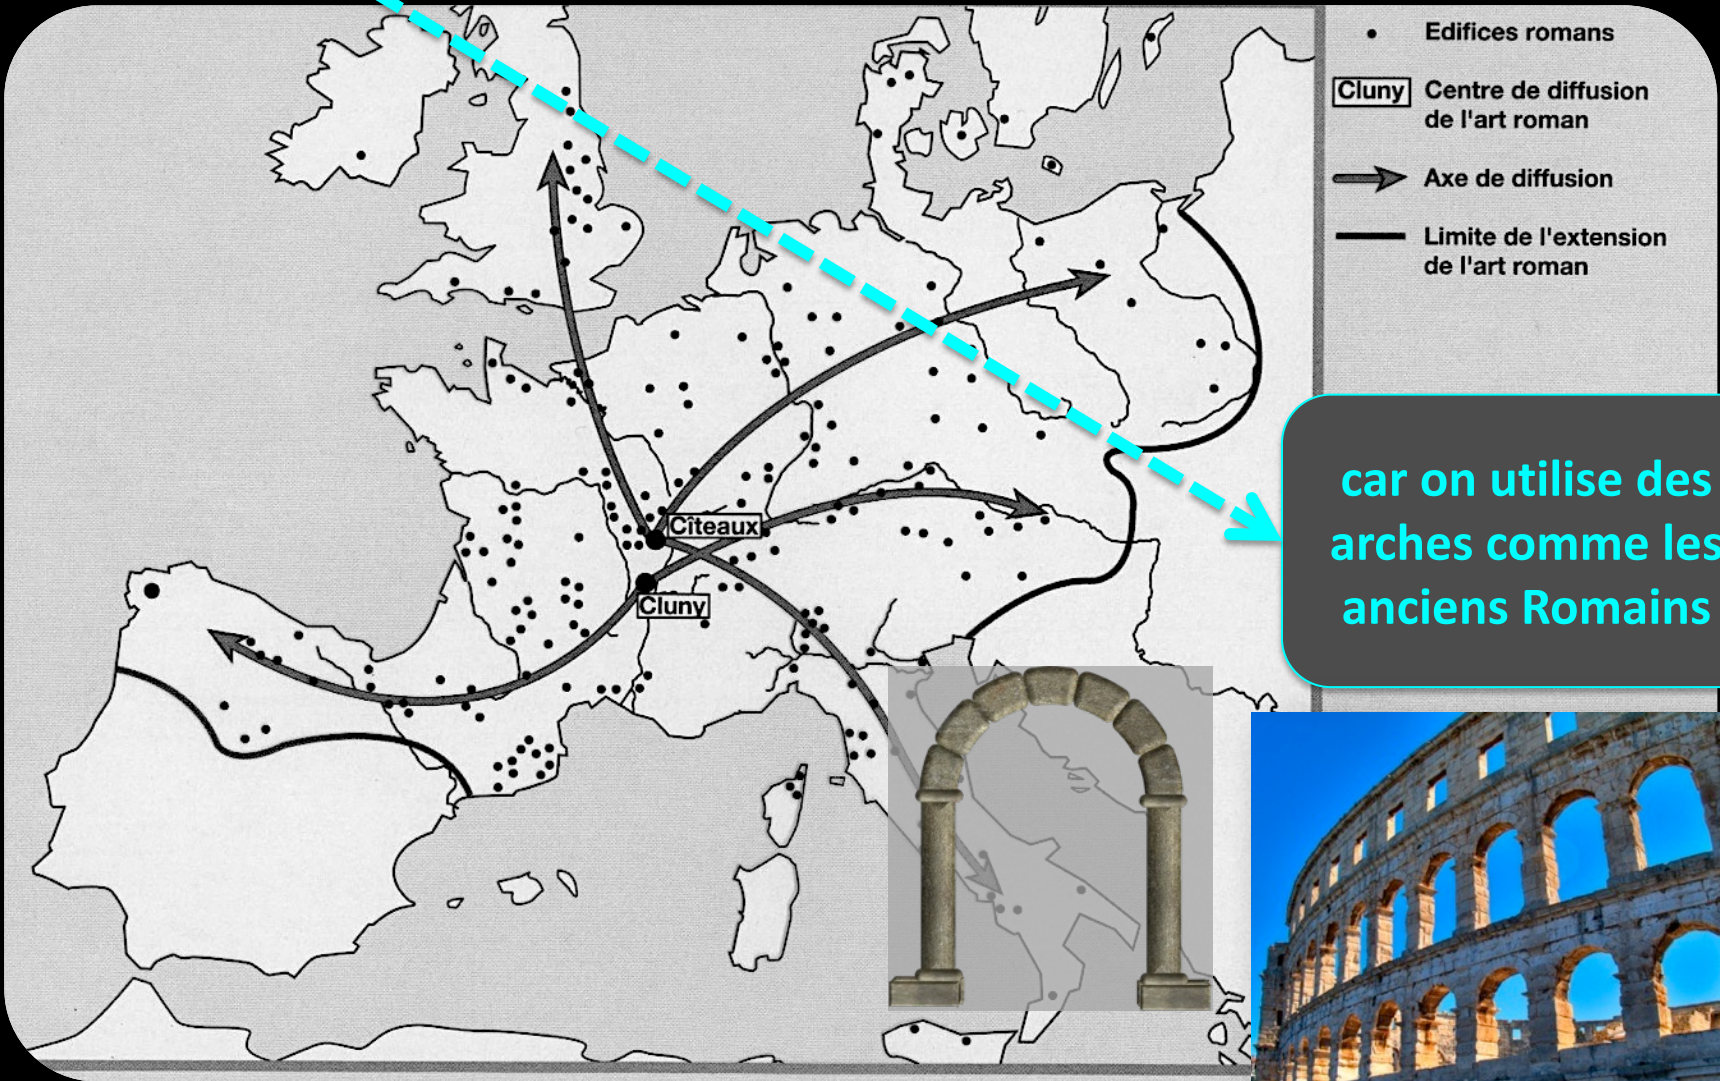 Edifices romans
Cluny
Centre de diffusion
de l'art roman
Axe de diffusion
Limite de l'extension
de l'art roman
Cîteaux
Cluny
car on utilise des
arches comme les
anciens Romains